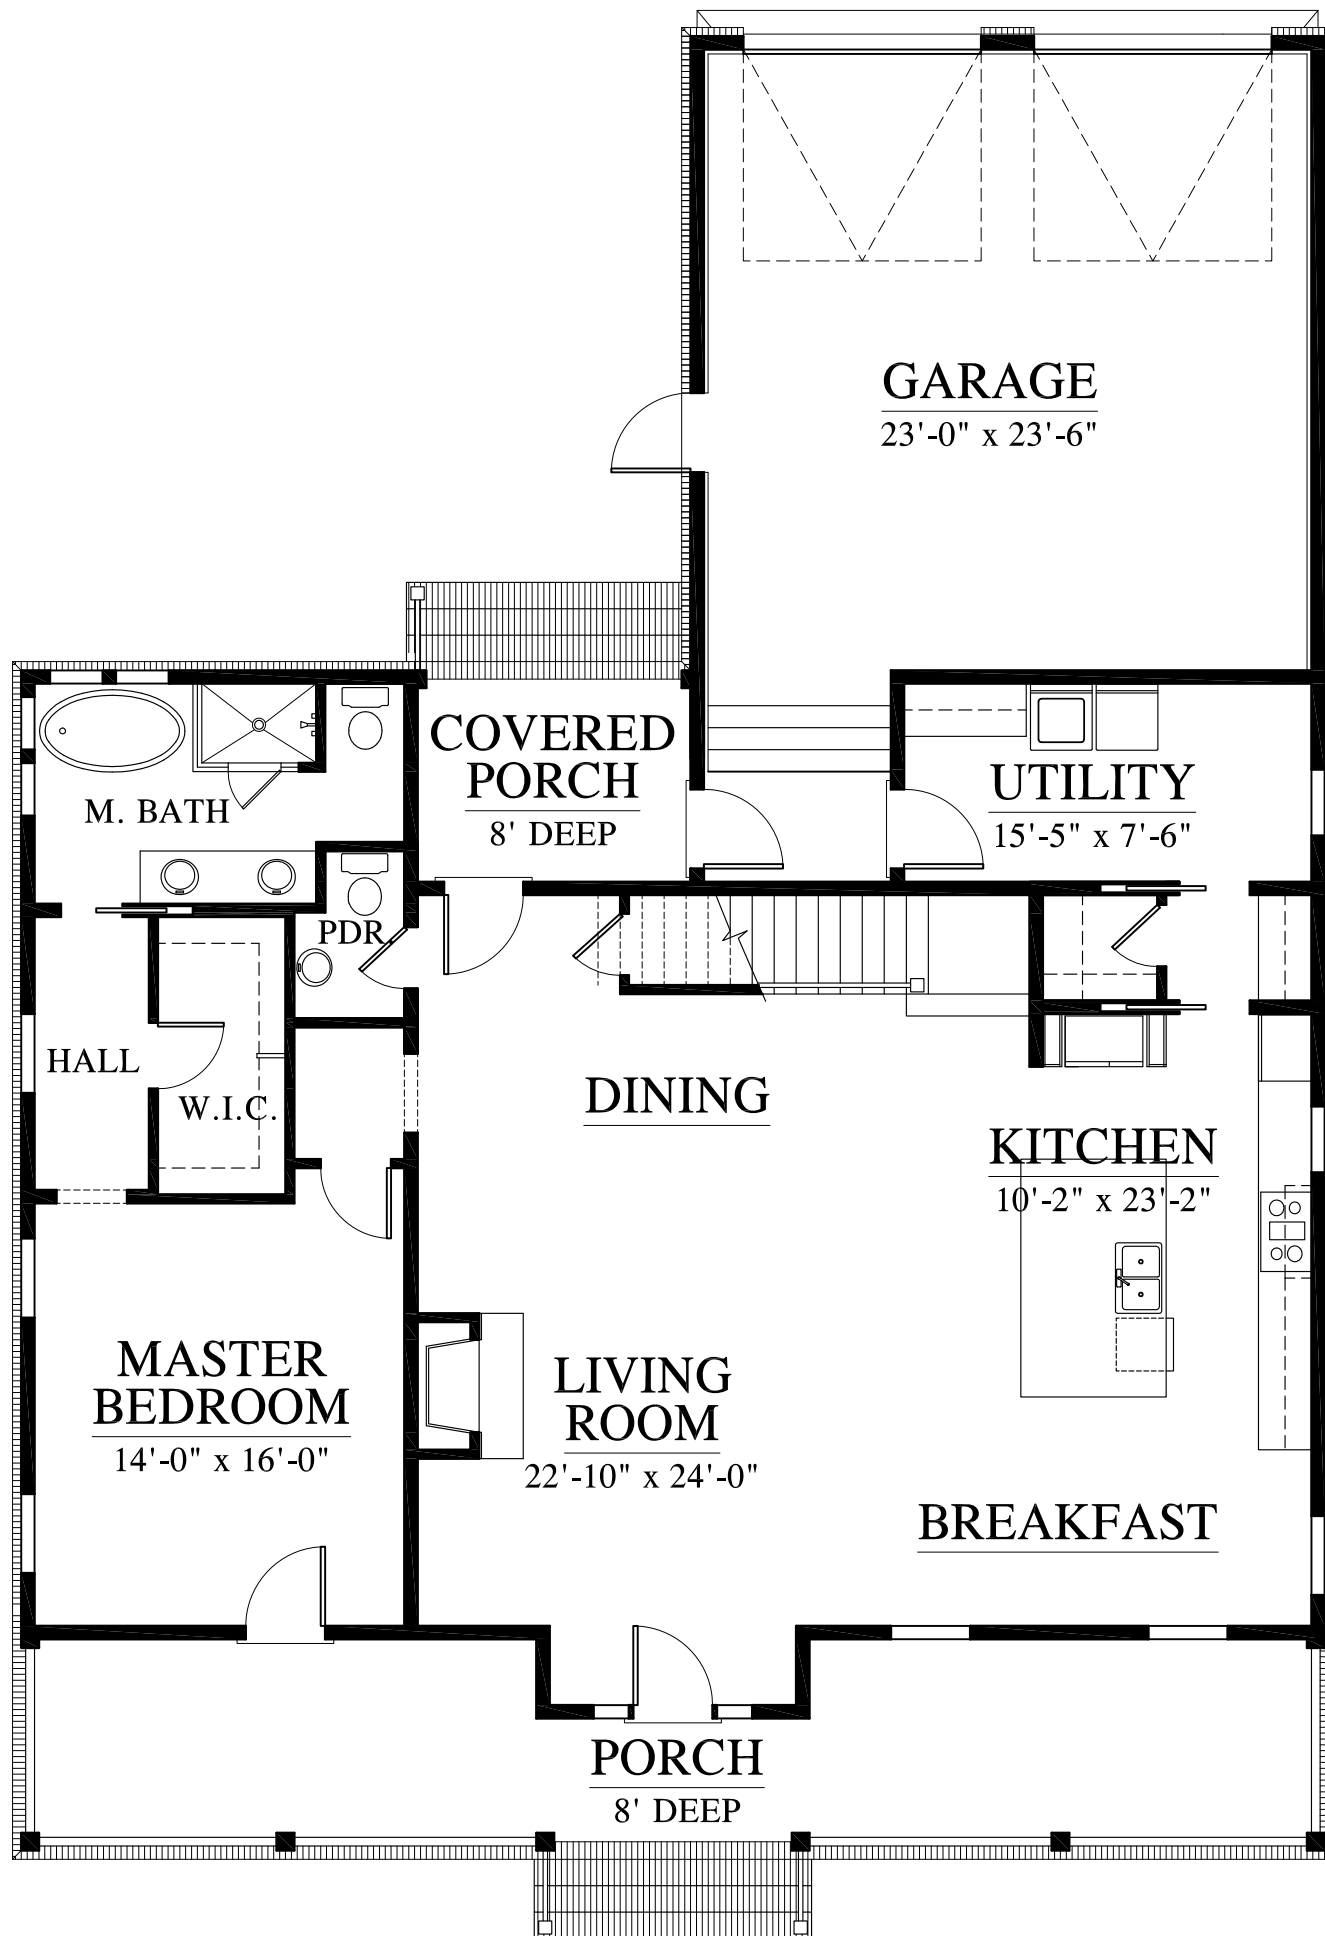 GARAGE
23'-0" x 23'-6"
COVERED
PORCH
8' DEEP
UTILITY
15'-5" x 7'-6"
M. BATH
PDR.
HALL
W.I.C.
DINING
KITCHEN
10'-2" x 23'-2"
MASTER
BEDROOM
14'-0" x 16'-0"
LIVING
ROOM
22'-10" x 24'-0"
BREAKFAST
PORCH
8' DEEP